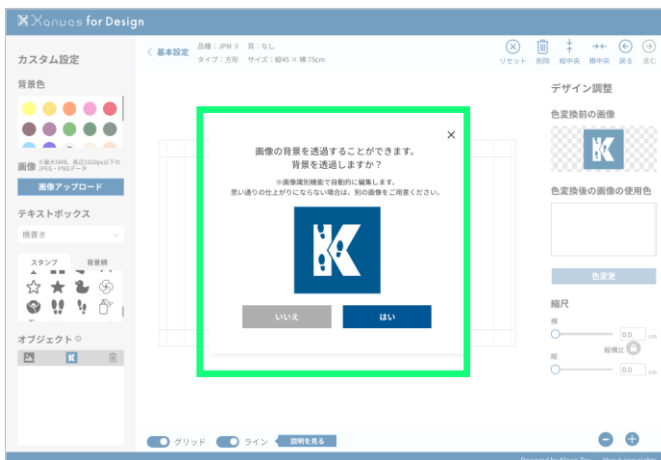 Xanvas for Design
カスタム設定
背景色
画像 ※最大5MB、長辺1020px以下の
JPEG・PNGデータ
画像アップロード
テキストボックス
横書き
スタンプ 背景柄
オブジェクト
< 基本設定
品種：JPM II 耳：なし
タイプ：方形 サイズ：縦45 × 横75cm
リセット 削除 縦中央 横中央 戻る 進む
×
画像の背景を透過することができます。
背景を透過しますか？
※画像識別機能で自動的に編集します。
思い通りの仕上がりにならない場合は、別の画像をご用意ください。
K
いいえ はい
デザイン調整
色変換前の画像
K
色変換後の画像の使用色
色変更
縮尺
横
0.0 cm
縦横比
縦
0.0 cm
K
グリッド ライン 説明を見る